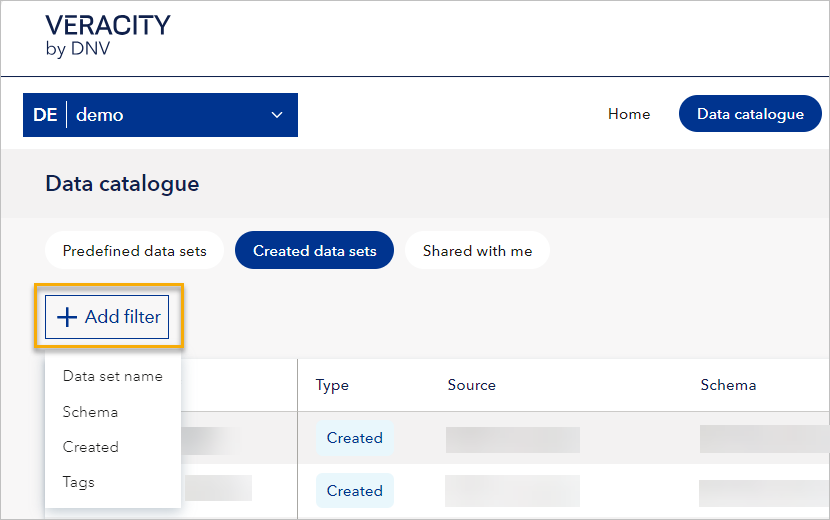 VERACITY
by DNV
DE demo
Home Data catalogue
Data catalogue
Predefined data sets Created data sets Shared with me
+ Add filter
Data set name
Schema
Created
Tags
Type Source Schema
Created
Created